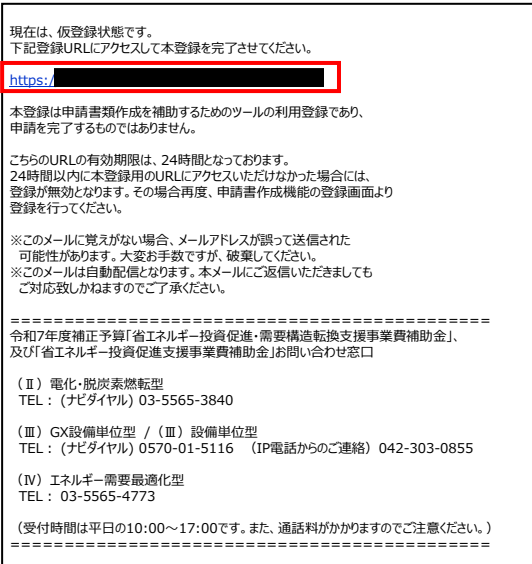 現在は、仮登録状態です。
下記登録URLにアクセスして本登録を完了させてください。
https:/
本登録は申請書類作成を補助するためのツールの利用登録であり、
申請を完了するものではありません。
こちらのURLの有効期限は、24時間となっております。
24時間以内に本登録用のURLにアクセスいただけなかった場合には、
登録が無効となります。その場合再度、申請書作成機能の登録画面より
登録を行ってください。
※このメールに覚えがない場合、メールアドレスが誤って送信された
可能性があります。大変お手数ですが、破棄してください。
※このメールは自動配信となります。本メールにご返信いただきましても
ご対応致しかねますのでご了承ください。
==============================================
令和7年度補正予算「省エネルギー投資促進・需要構造転換支援事業費補助金」、
及び「省エネルギー投資促進支援事業費補助金」お問い合わせ窓口
（Ⅱ）電化・脱炭素燃転型
TEL： (ナビダイヤル) 03-5565-3840
（Ⅲ）GX設備単位型 /（Ⅲ）設備単位型
TEL： (ナビダイヤル) 0570-01-5116 （IP電話からのご連絡）042-303-0855
（Ⅳ）エネルギー需要最適化型
TEL： 03-5565-4773
（受付時間は平日の10:00～17:00です。また、通話料がかかりますのでご注意ください。）
==============================================